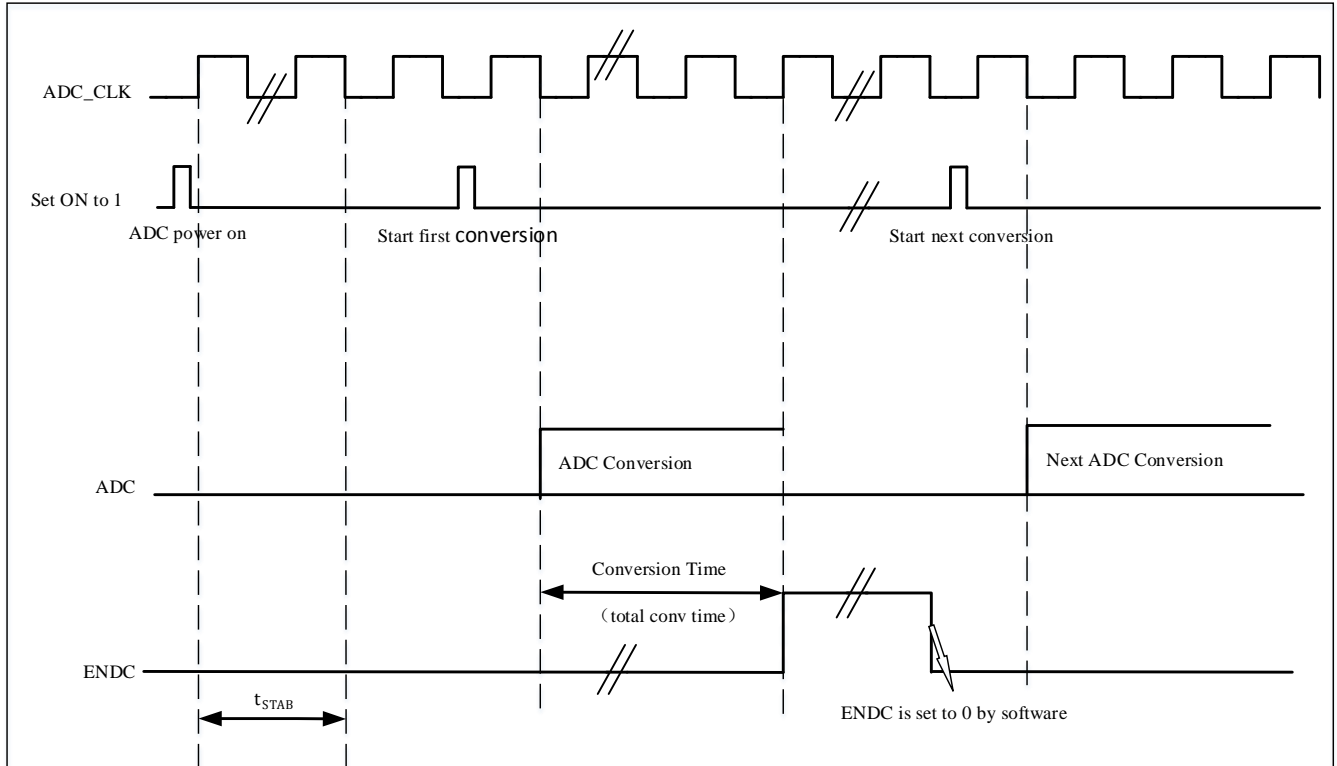 ADC_CLK
Set ON to 1
ADC power on
Start first conversion
Start next conversion
ADC Conversion
Next ADC Conversion
ADC
Conversion Time
（total conv time）
ENDC
tSTAB
ENDC is set to 0 by software